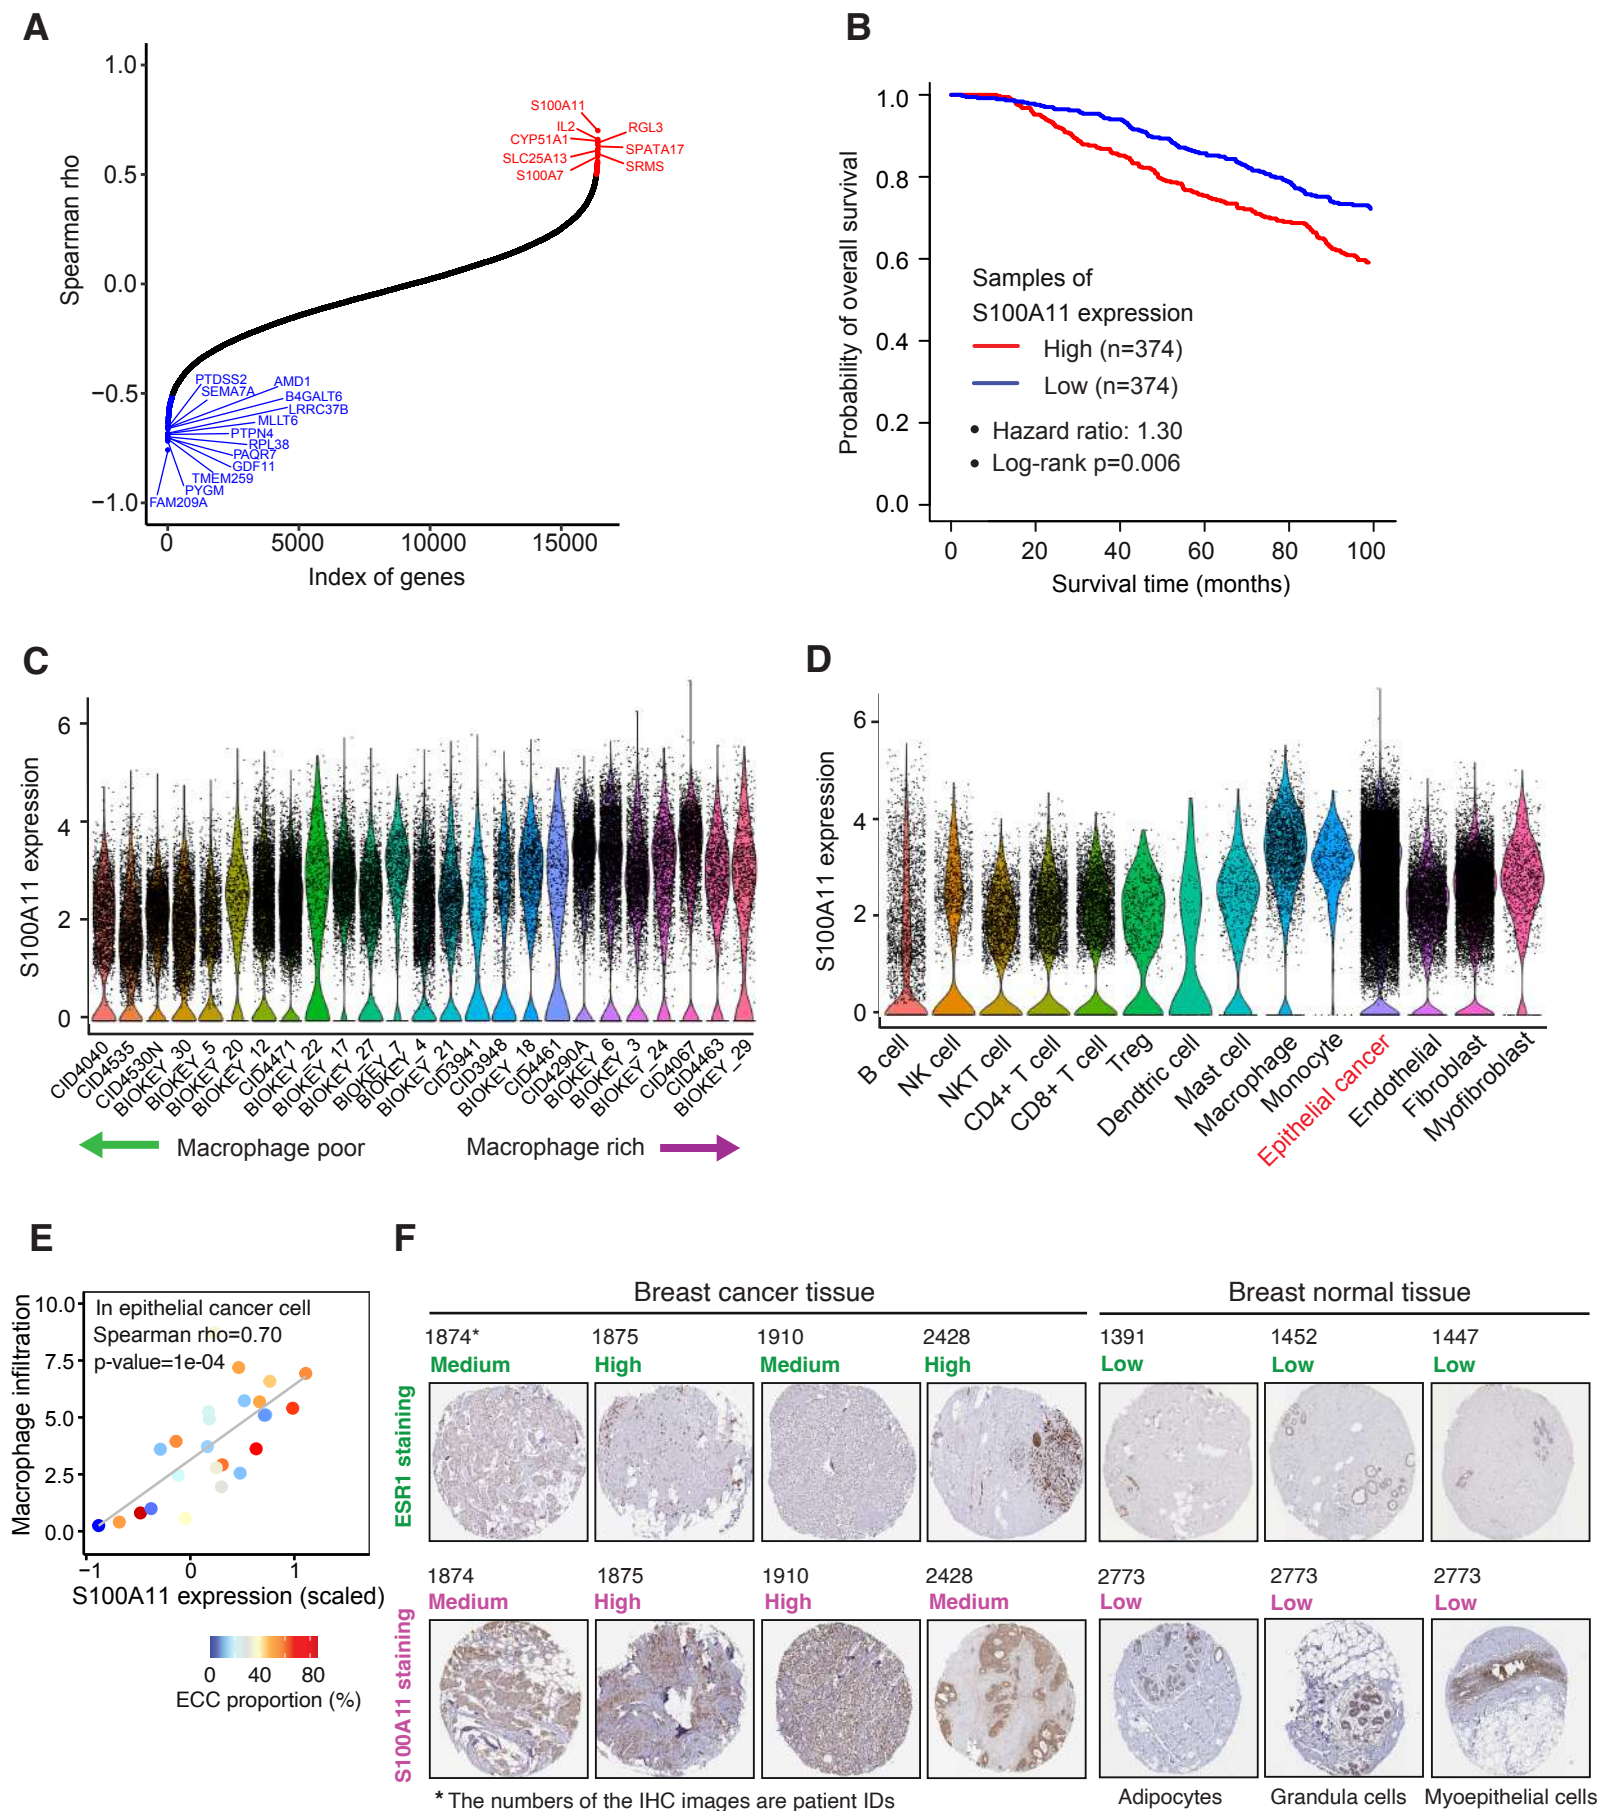 A
1.0
0.5
0.0
−0.5
−1.0
Spearman rho
S100A11
IL2
RGL3
CYP51A1
SPATA17
SLC25A13
SRMS
S100A7
PTDSS2
AMD1
SEMA7A
B4GALT6
LRRC37B
MLLT6
PTPN4
RPL38
PAQR7
GDF11
TMEM259
PYGM
FAM209A
0 5000 10000 15000
Index of genes
B
1.0
0.8
0.6
0.4
0.2
0.0
Probability of overall survival
Samples of
S100A11 expression
High (n=374)
Low (n=374)
• Hazard ratio: 1.30
• Log-rank p=0.006
0 20 40 60 80 100
Survival time (months)
C
6
4
2
0
S100A11 expression
CID4040
CID4535
CID4530N
BIOKEY_30
BIOKEY_5
BIOKEY_20
BIOKEY_12
CID4471
BIOKEY_22
BIOKEY_17
BIOKEY_27
BIOKEY_7
BIOKEY_4
BIOKEY_21
CID3941
CID3948
BIOKEY_18
CID4461
CID4290A
BIOKEY_6
BIOKEY_3
BIOKEY_24
CID4067
CID4463
BIOKEY_29
Macrophage poor
Macrophage rich
D
6
4
2
0
S100A11 expression
B cell
NK cell
NKT cell
CD4+ T cell
CD8+ T cell
Treg
Dendtric cell
Mast cell
Macrophage
Monocyte
Epithelial cancer
Endothelial
Fibroblast
Myofibroblast
E
10.0
7.5
5.0
2.5
0.0
Macrophage infiltration
In epithelial cancer cell
Spearman rho=0.70
p-value=1e-04
−1 0 1
S100A11 expression (scaled)
0 40 80
ECC proportion (%)
F
Breast cancer tissue
Breast normal tissue
1874* 1875 1910 2428 1391 1452 1447
Medium High Medium High Low Low Low
ESR1 staining
1874 1875 1910 2428 2773 2773 2773
Medium High High Medium Low Low Low
S100A11 staining
Adipocytes Grandula cells Myoepithelial cells
* The numbers of the IHC images are patient IDs